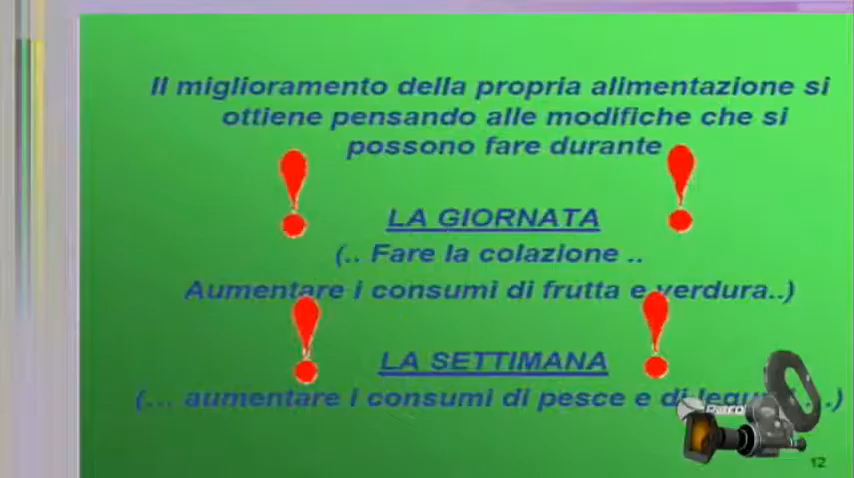 Il miglioramento della propria alimentazione si
ottiene pensando alle modifiche che si
possono fare durante
LA GIORNATA
(.. Fare la colazione ..
Aumentare i consumi di frutta e verdura..)
LA SETTIMANA
(... aumentare i consumi di pesce e di
12